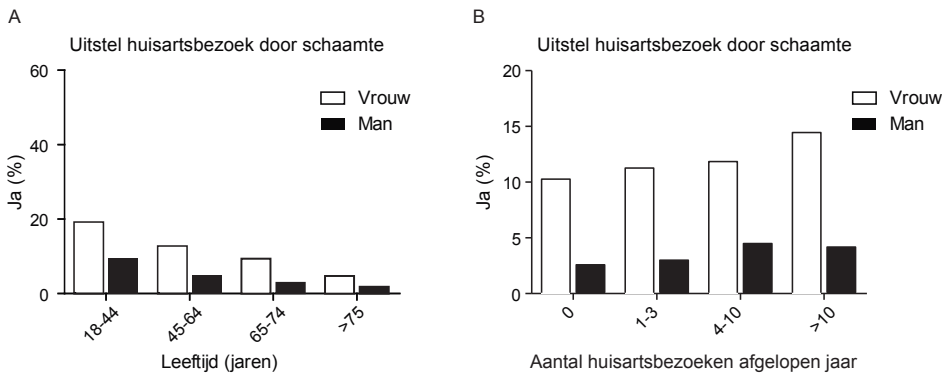 A
Uitstel huisartsbezoek door schaamte
60
40
20
0
Ja (%)
Vrouw
Man
18-44
45-64
65-74
>75
Leeftijd (jaren)
B
Uitstel huisartsbezoek door schaamte
20
15
10
5
0
Ja (%)
Vrouw
Man
0
1-3
4-10
>10
Aantal huisartsbezoeken afgelopen jaar